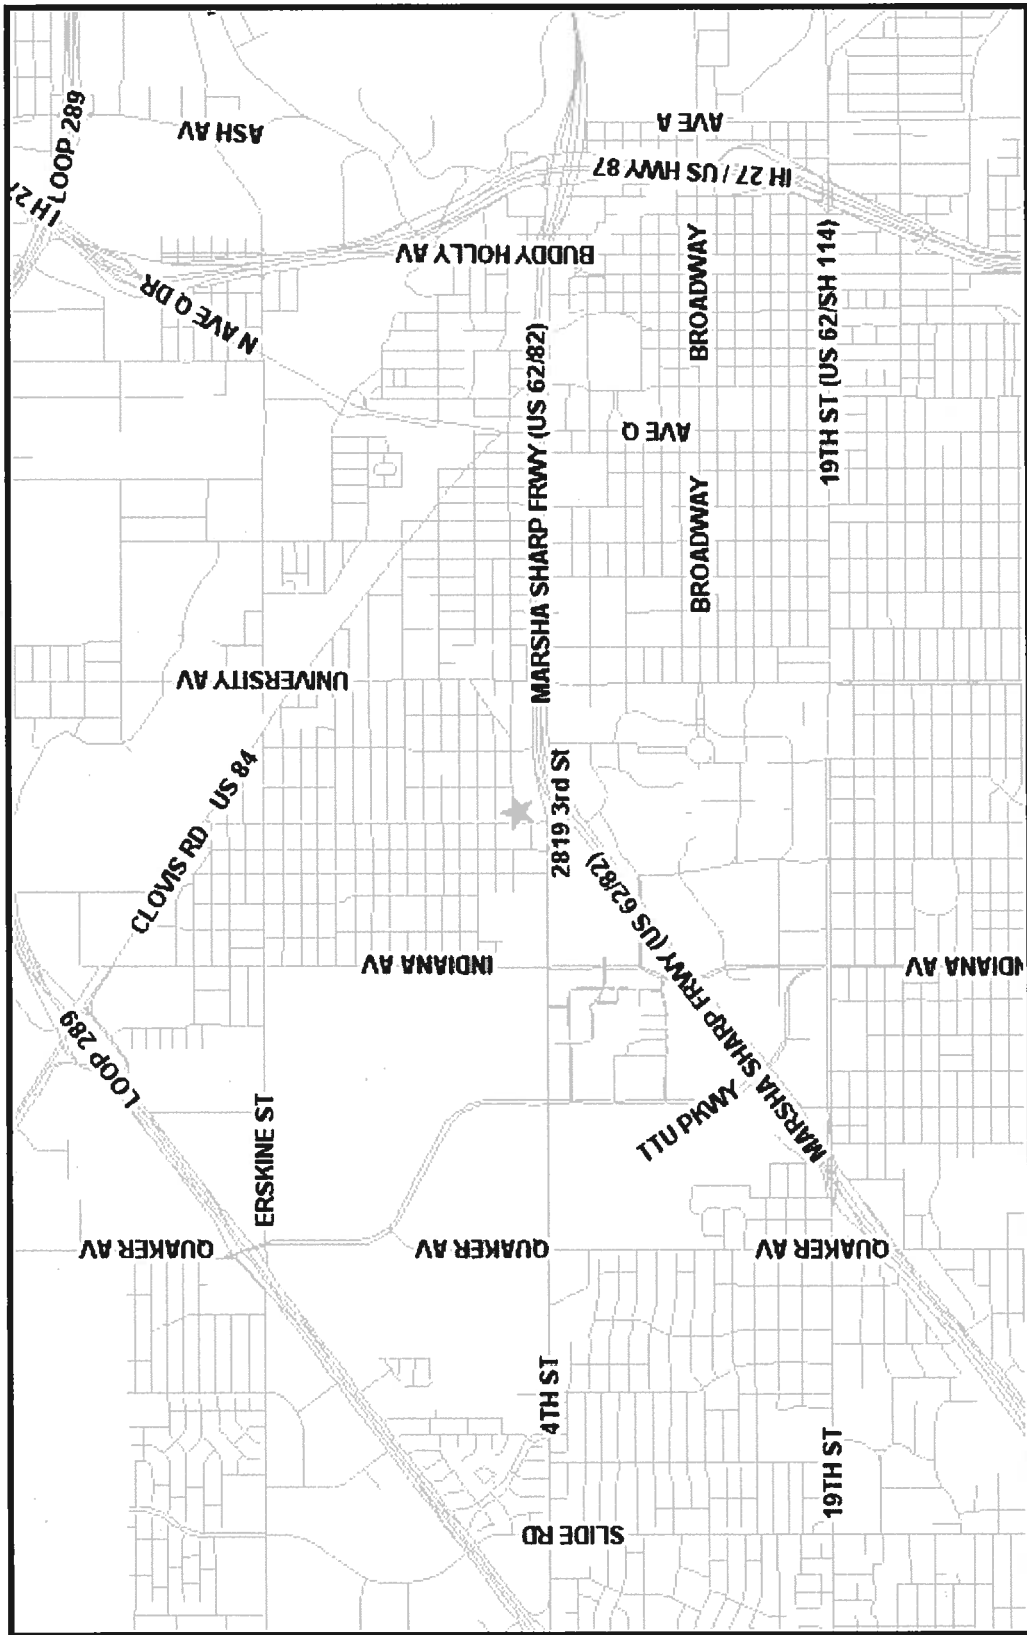 LOOP 289
IH 27
ASH AV
AVE A
IH 27 / US HWY 87
BUDDY HOLLY AV
N AVE Q DR
BROADWAY
19TH ST (US 62/SH 114)
MARSHA SHARP FRWY (US 62/82)
AVE Q
BROADWAY
UNIVERSITY AV
CLOVIS RD US 84
2819 3rd St
MARSHA SHARP FRWY (US 62/82)
INDIANA AV
INDIANA AV
LOOP 289
ERSKINE ST
TTU PKWY
QUAKER AV
QUAKER AV
QUAKER AV
4TH ST
19TH ST
SLIDE RD